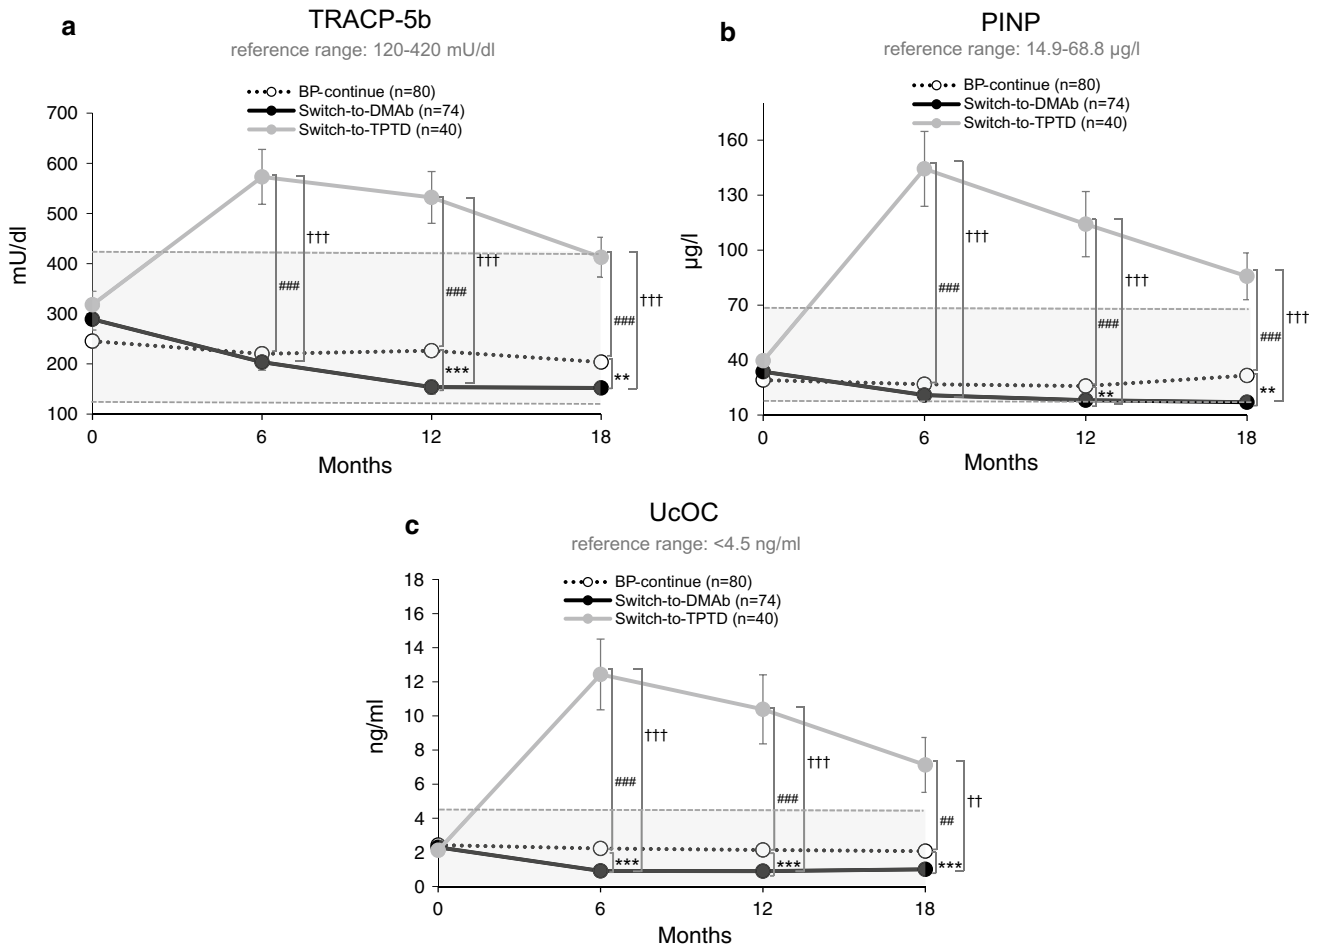 a
TRACP-5b
reference range: 120-420 mU/dl
BP-continue (n=80)
Switch-to-DMAb (n=74)
Switch-to-TPTD (n=40)
700
600
500
400
300
200
100
mU/dl
†††
###
†††
###
***
†††
###
**
0
6
12
18
Months
b
PINP
reference range: 14.9-68.8 µg/l
BP-continue (n=80)
Switch-to-DMAb (n=74)
Switch-to-TPTD (n=40)
160
130
100
70
40
10
µg/l
†††
###
†††
###
**
†††
###
**
0
6
12
18
Months
c
UcOC
reference range: <4.5 ng/ml
BP-continue (n=80)
Switch-to-DMAb (n=74)
Switch-to-TPTD (n=40)
18
16
14
12
10
8
6
4
2
0
ng/ml
†††
###
***
†††
###
***
††
##
***
0
6
12
18
Months